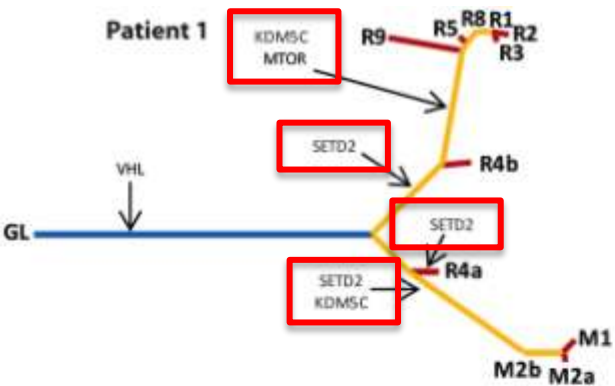 Patient 1
KDM5C
MTOR
R9
R5
R8
R1
R2
R3
SETD2
R4b
VHL
SETD2
GL
R4a
SETD2
KDM5C
M1
M2b
M2a